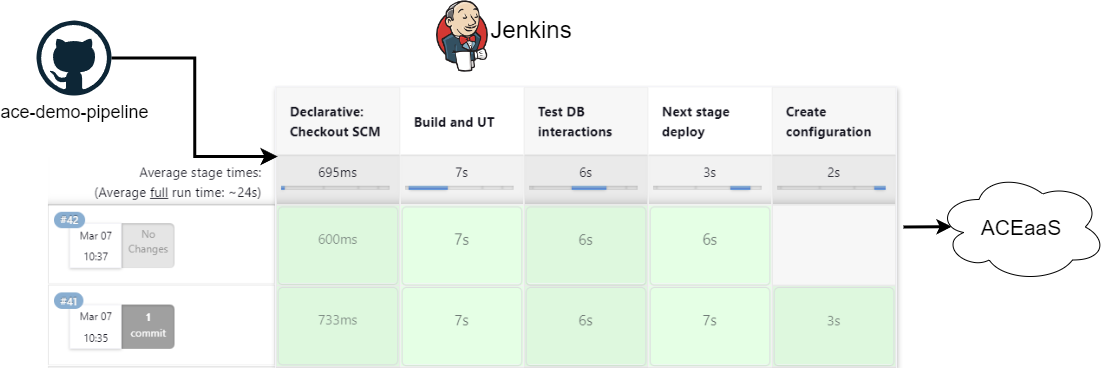 Jenkins
ace-demo-pipeline
Declarative: Checkout SCM
Build and UT
Test DB interactions
Next stage deploy
Create configuration
Average stage times:
(Average full run time: ~24s)
695ms
7s
6s
3s
2s
#42
Mar 07
10:37
No Changes
600ms
7s
6s
6s
#41
Mar 07
10:35
1 commit
733ms
7s
6s
7s
3s
ACEaaS